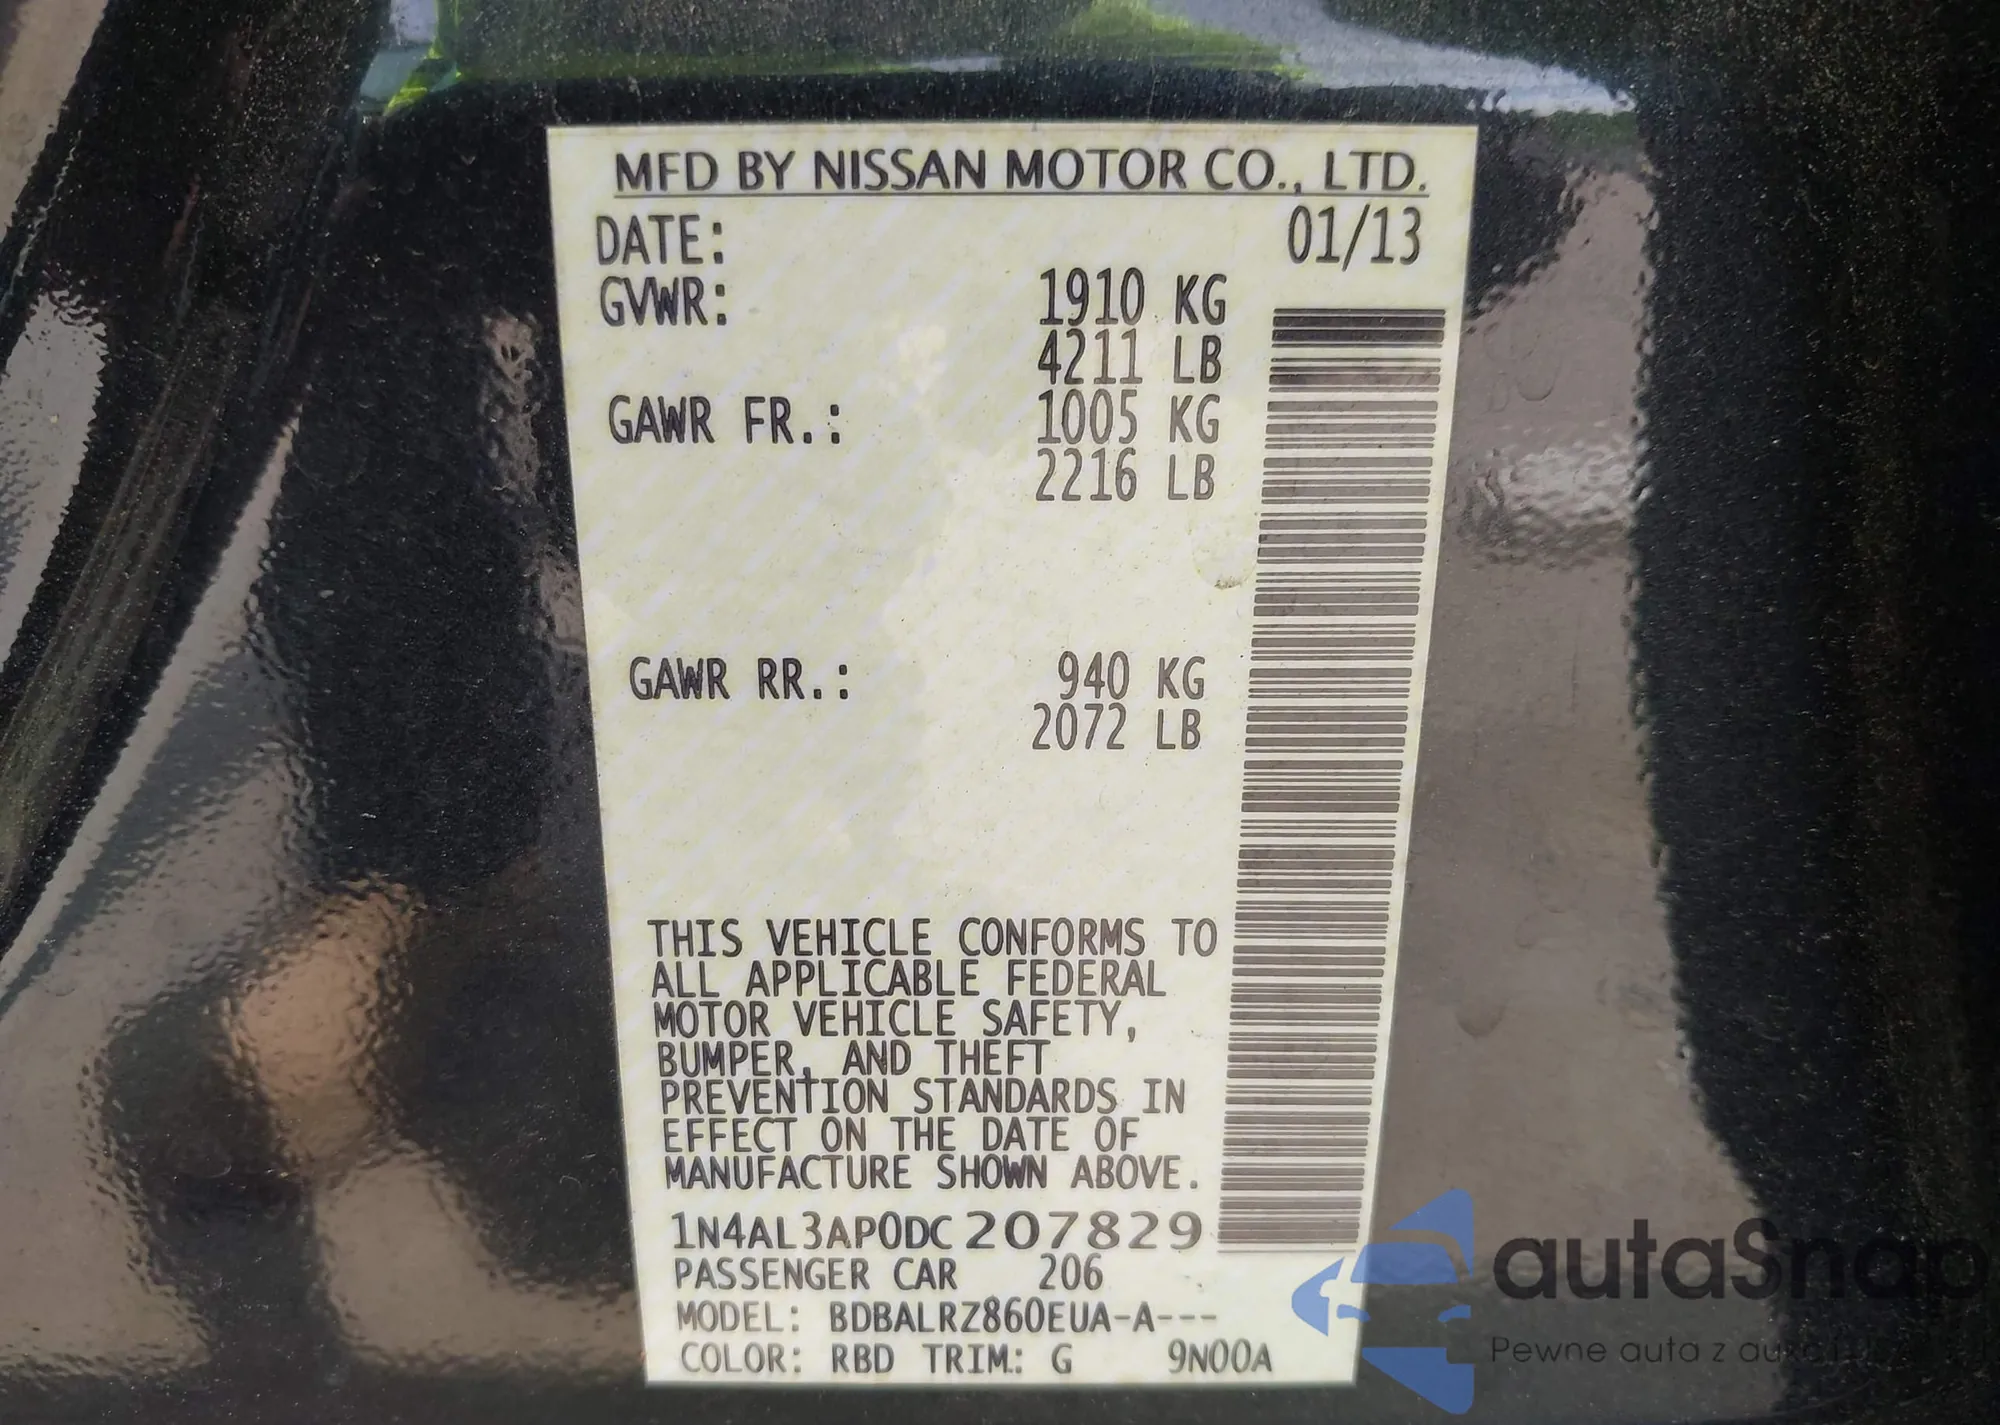 MFD BY NISSAN MOTOR CO., LTD.
DATE: 01/13
GVWR: 1910 KG
4211 LB
GAWR FR.: 1005 KG
2216 LB
GAWR RR.: 940 KG
2072 LB
THIS VEHICLE CONFORMS TO
ALL APPLICABLE FEDERAL
MOTOR VEHICLE SAFETY,
BUMPER, AND THEFT
PREVENTION STANDARDS IN
EFFECT ON THE DATE OF
MANUFACTURE SHOWN ABOVE.
1N4AL3AP0DC207829
PASSENGER CAR 206
MODEL: BDBALRZ860EUA-A---
COLOR: RBD TRIM: G 9N00A
autaSnap
Pewne auta z